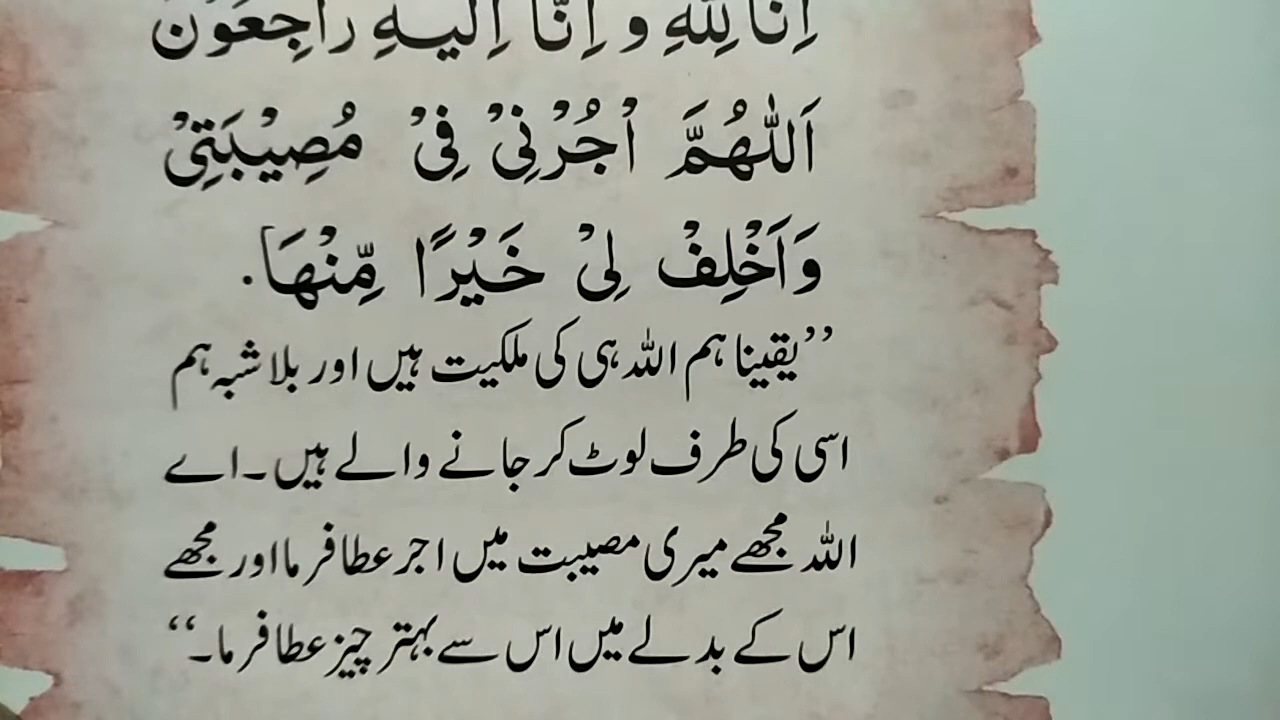 اِنَّا لِلّٰهِ وَ اِنَّا اِلَيْهِ رَاجِعُوْنَ
اَللّٰهُمَّ اْجُرْنِيْ فِيْ مُصِيْبَتِيْ
وَاَخْلِفْ لِيْ خَيْرًا مِّنْهَا.
’’یقینا ہم اللہ ہی کی ملکیت ہیں اور بلاشبہ ہم
اسی کی طرف لوٹ کر جانے والے ہیں۔ اے
اللہ مجھے میری مصیبت میں اجر عطا فرما اور مجھے
اس کے بدلے میں اس سے بہتر چیز عطا فرما۔‘‘